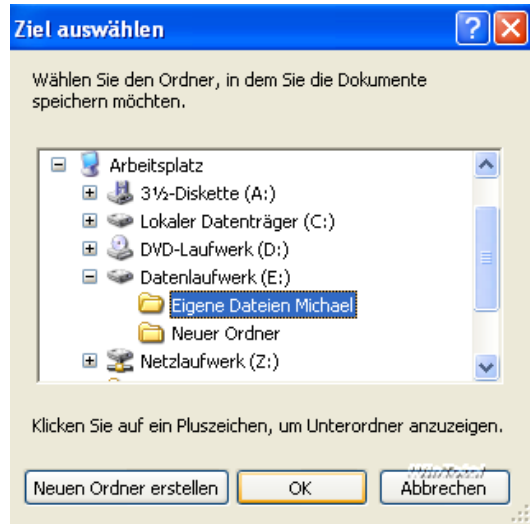 Ziel auswählen
Wählen Sie den Ordner, in dem Sie die Dokumente
speichern möchten.
Arbeitsplatz
3½-Diskette (A:)
Lokaler Datenträger (C:)
DVD-Laufwerk (D:)
Datenlaufwerk (E:)
Eigene Dateien Michael
Neuer Ordner
Netzlaufwerk (Z:)
Klicken Sie auf ein Pluszeichen, um Unterordner anzuzeigen.
WinTotal
Neuen Ordner erstellen OK Abbrechen